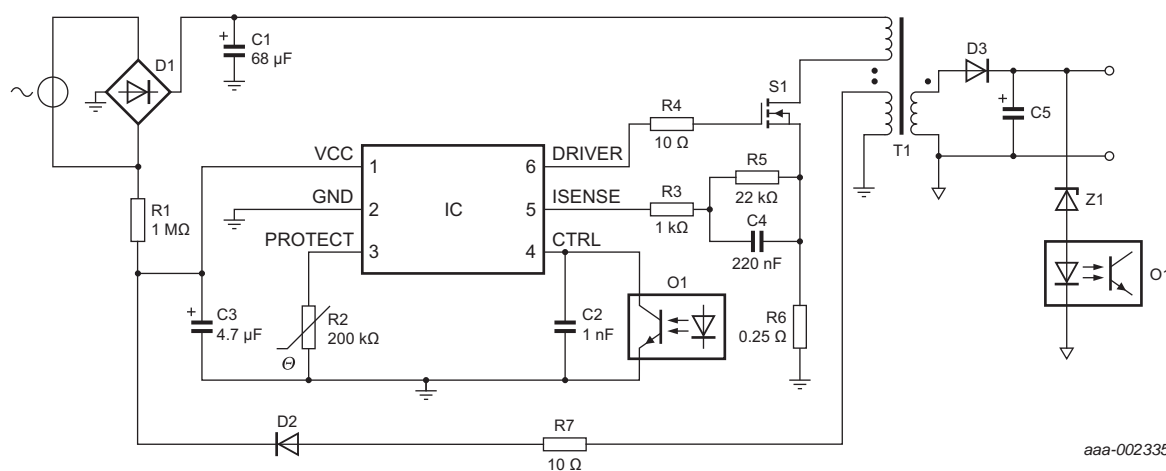 D1
C1
68 µF
R1
1 MΩ
VCC
1
GND
2
PROTECT
3
IC
6
DRIVER
5
ISENSE
4
CTRL
R4
10 Ω
S1
R5
22 kΩ
R3
1 kΩ
C4
220 nF
T1
D3
C5
Z1
O1
C3
4.7 µF
R2
200 kΩ
Θ
C2
1 nF
O1
R6
0.25 Ω
D2
R7
10 Ω
aaa-002335